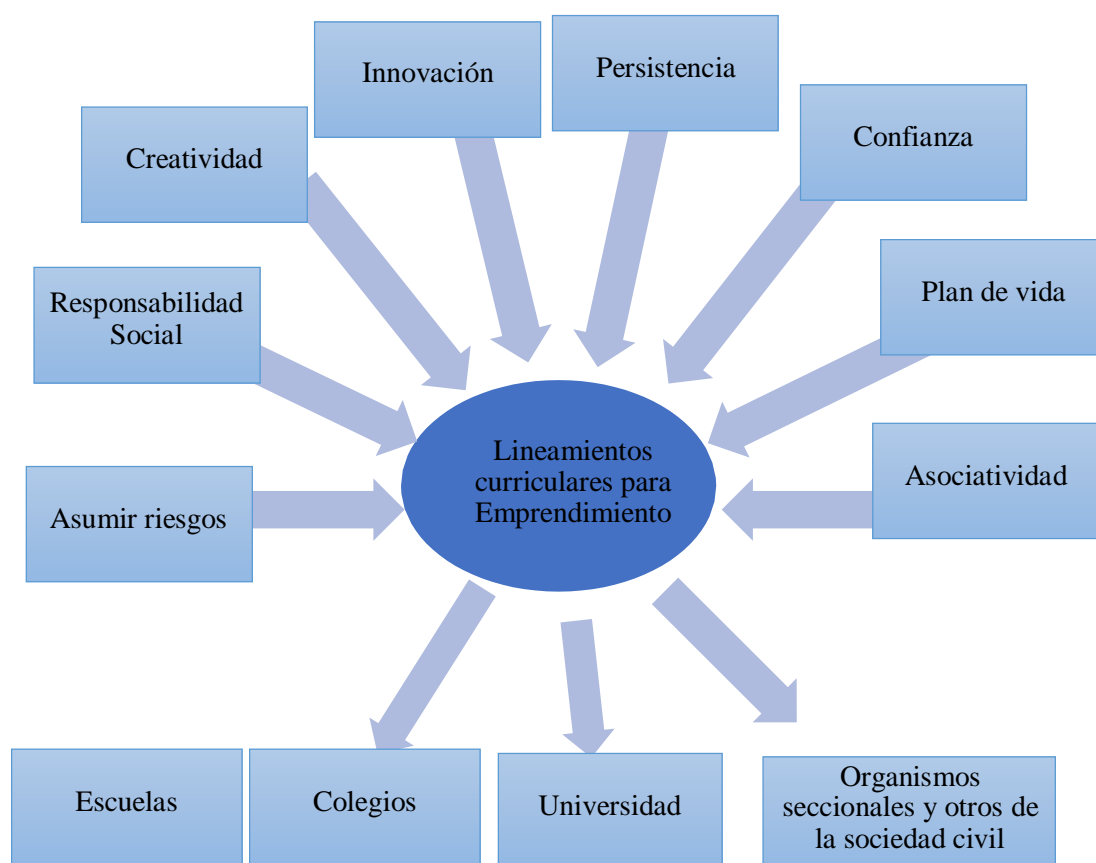 Innovación
Persistencia
Creatividad
Confianza
Responsabilidad
Social
Plan de vida
Asumir riesgos
Lineamientos
curriculares para
Emprendimiento
Asociatividad
Escuelas
Colegios
Universidad
Organismos
seccionales y otros de
la sociedad civil